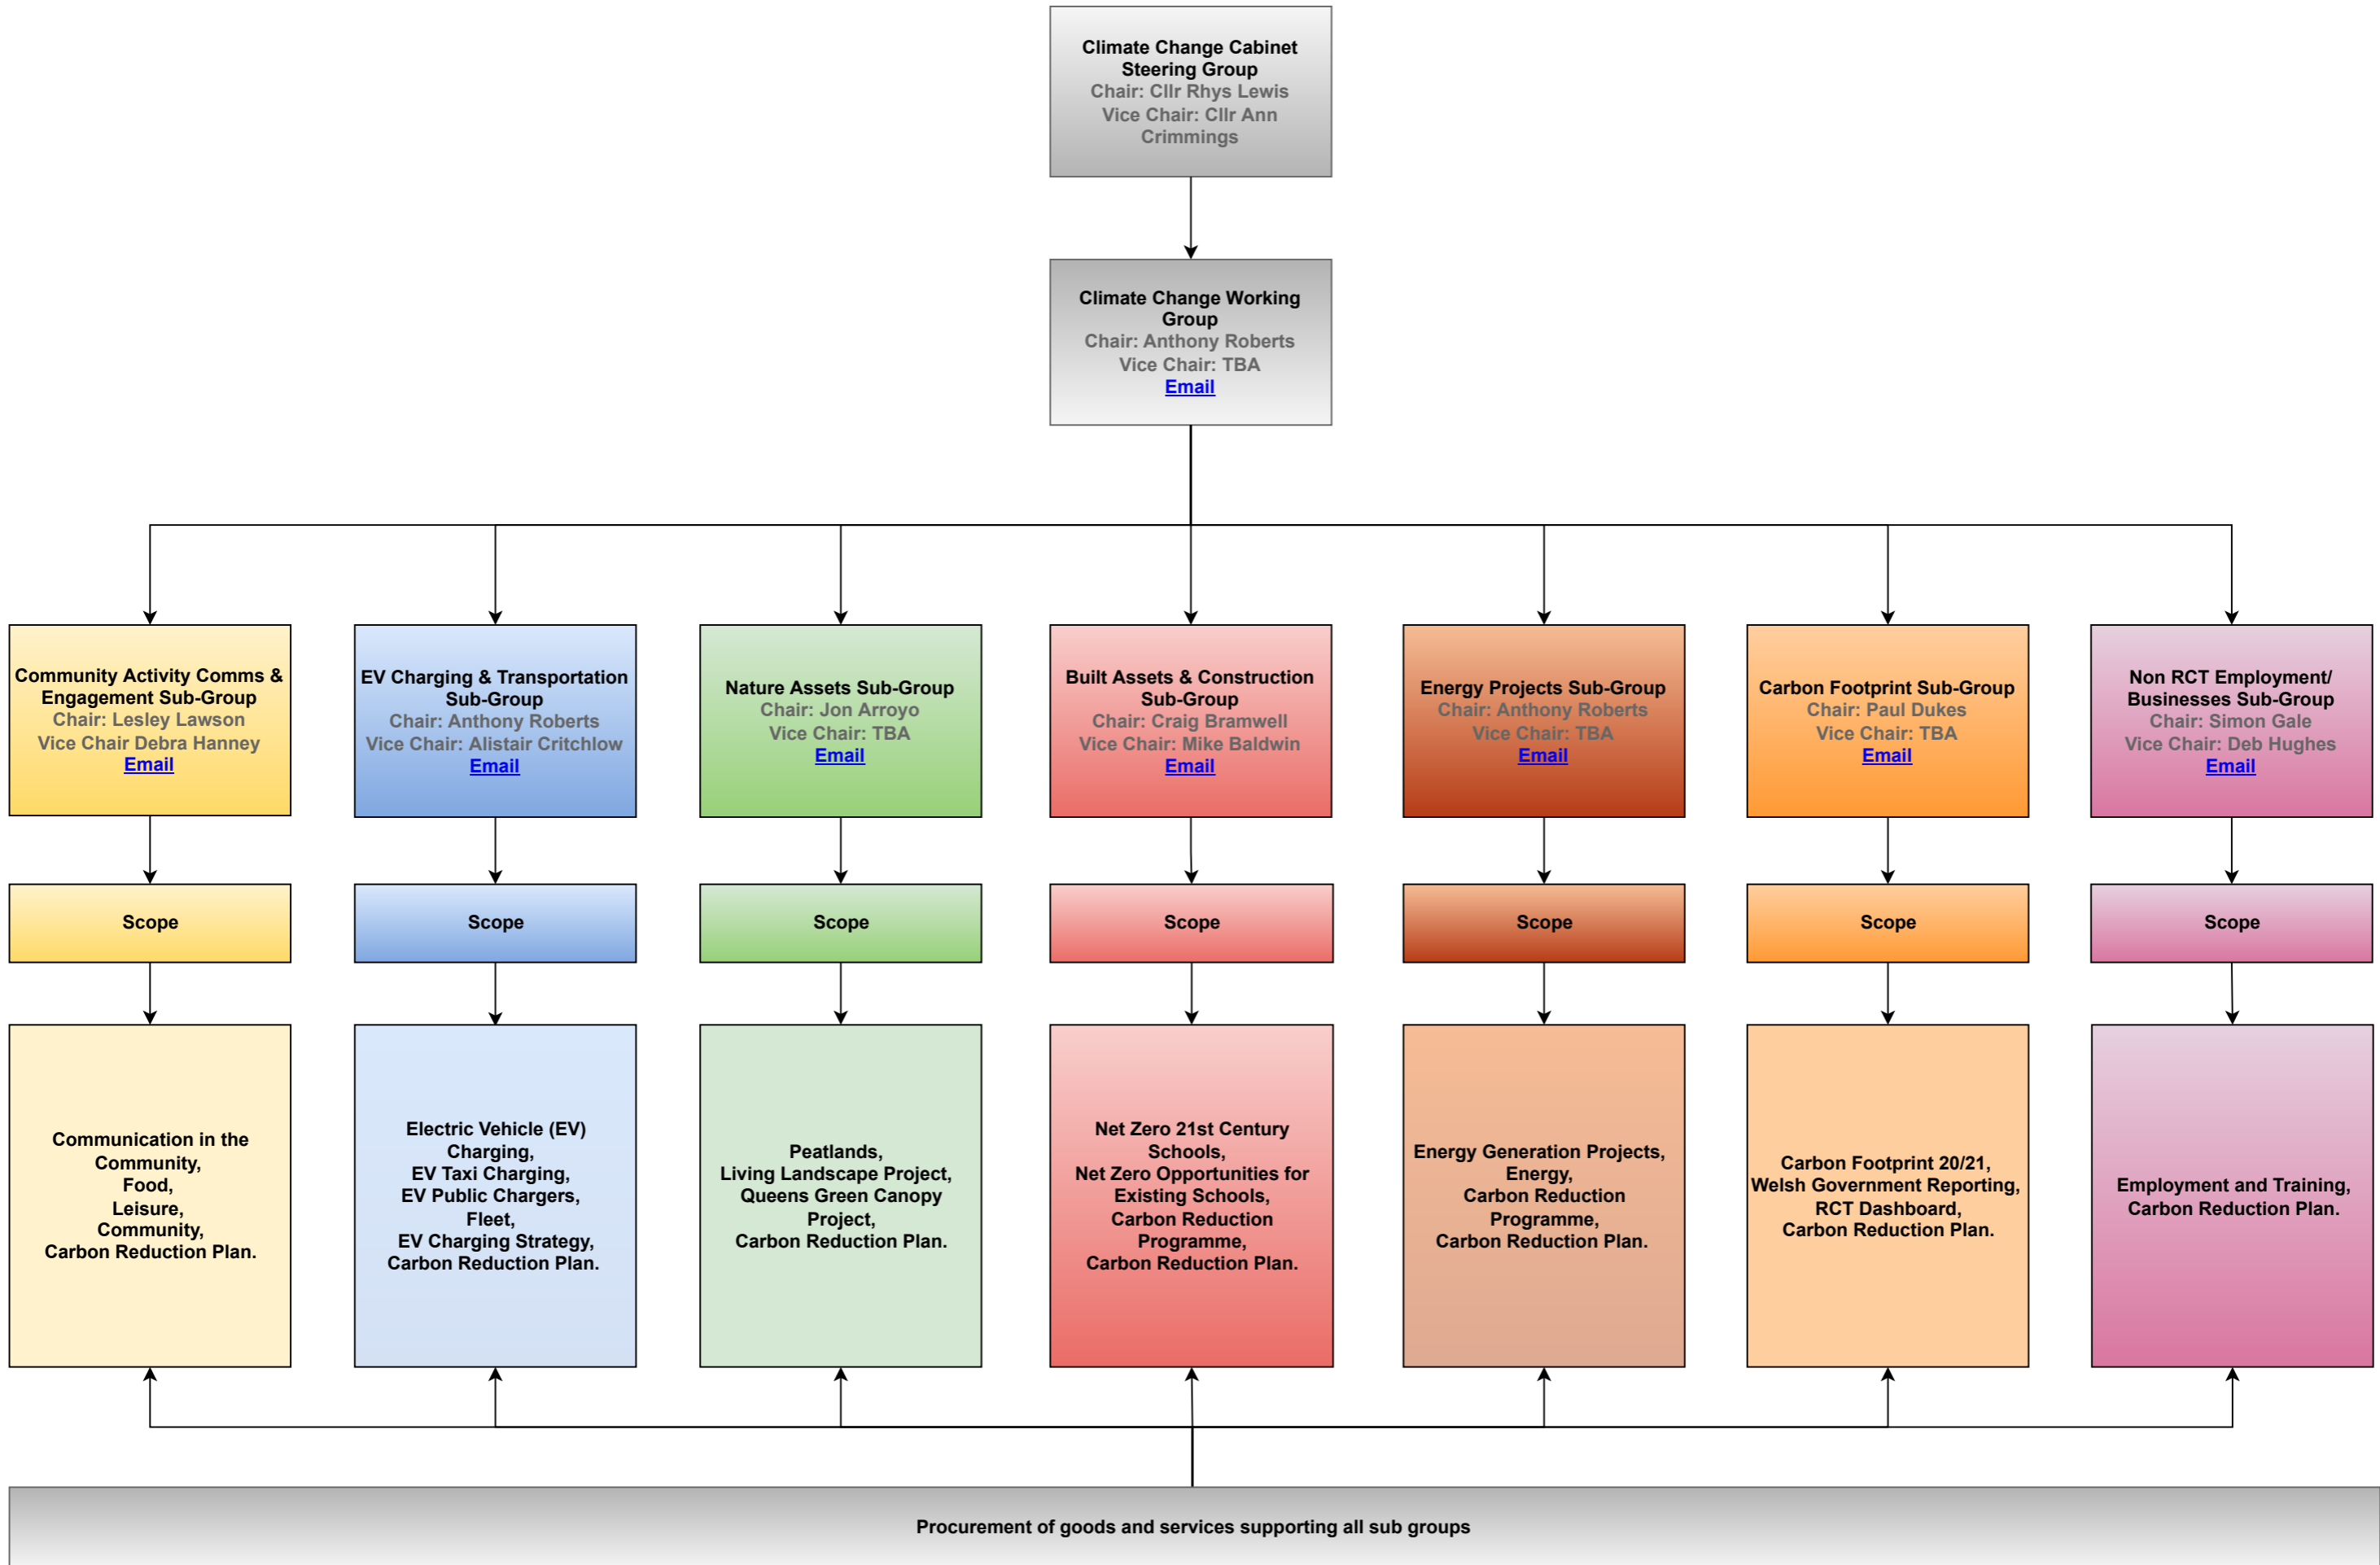 Climate Change Cabinet
Steering Group
Chair: Cllr Rhys Lewis
Vice Chair: Cllr Ann
Crimmings
Climate Change Working
Group
Chair: Anthony Roberts
Vice Chair: TBA
Email
Community Activity Comms &
Engagement Sub-Group
Chair: Lesley Lawson
Vice Chair Debra Hanney
Email
EV Charging & Transportation
Sub-Group
Chair: Anthony Roberts
Vice Chair: Alistair Critchlow
Email
Nature Assets Sub-Group
Chair: Jon Arroyo
Vice Chair: TBA
Email
Built Assets & Construction
Sub-Group
Chair: Craig Bramwell
Vice Chair: Mike Baldwin
Email
Energy Projects Sub-Group
Chair: Anthony Roberts
Vice Chair: TBA
Email
Carbon Footprint Sub-Group
Chair: Paul Dukes
Vice Chair: TBA
Email
Non RCT Employment/
Businesses Sub-Group
Chair: Simon Gale
Vice Chair: Deb Hughes
Email
Scope
Scope
Scope
Scope
Scope
Scope
Scope
Communication in the
Community,
Food,
Leisure,
Community,
Carbon Reduction Plan.
Electric Vehicle (EV)
Charging,
EV Taxi Charging,
EV Public Chargers,
Fleet,
EV Charging Strategy,
Carbon Reduction Plan.
Peatlands,
Living Landscape Project,
Queens Green Canopy
Project,
Carbon Reduction Plan.
Net Zero 21st Century
Schools,
Net Zero Opportunities for
Existing Schools,
Carbon Reduction
Programme,
Carbon Reduction Plan.
Energy Generation Projects,
Energy,
Carbon Reduction
Programme,
Carbon Reduction Plan.
Carbon Footprint 20/21,
Welsh Government Reporting,
RCT Dashboard,
Carbon Reduction Plan.
Employment and Training,
Carbon Reduction Plan.
Procurement of goods and services supporting all sub groups